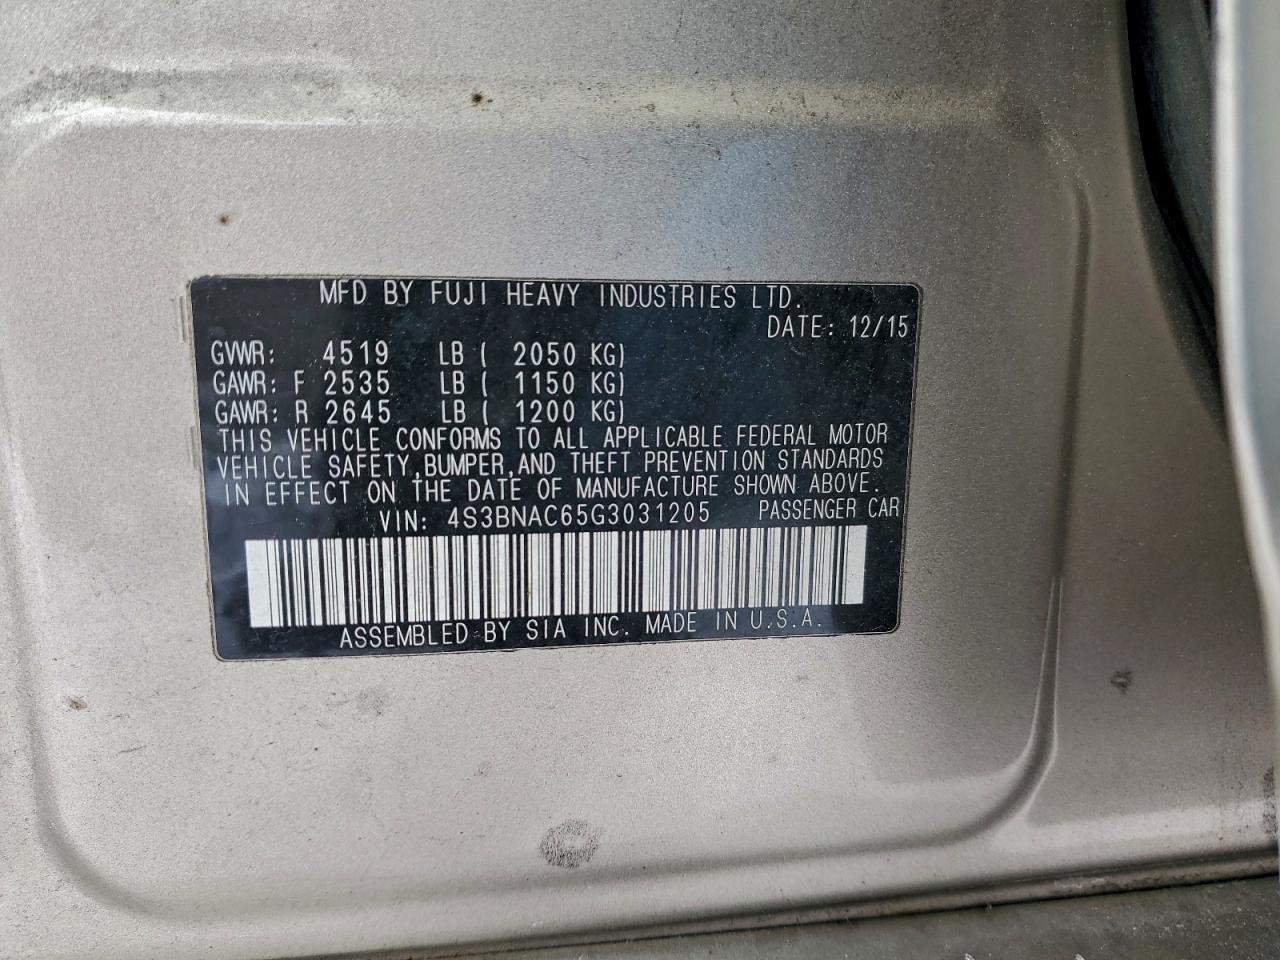 MFD BY FUJI HEAVY INDUSTRIES LTD.
DATE: 12/15
GVWR: 4519 LB ( 2050 KG)
GAWR: F 2535 LB ( 1150 KG)
GAWR: R 2645 LB ( 1200 KG)
THIS VEHICLE CONFORMS TO ALL APPLICABLE FEDERAL MOTOR
VEHICLE SAFETY,BUMPER,AND THEFT PREVENTION STANDARDS
IN EFFECT ON THE DATE OF MANUFACTURE SHOWN ABOVE.
VIN: 4S3BNAC65G3031205 PASSENGER CAR
ASSEMBLED BY SIA INC. MADE IN U.S.A.